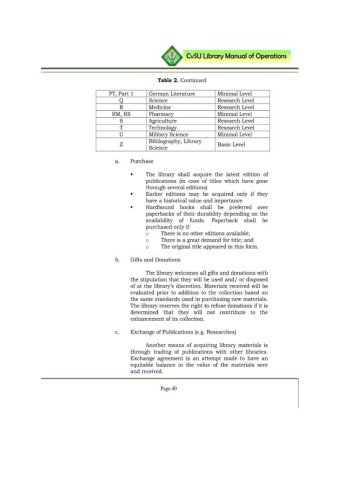 CvSU Library Manual of Operations
Table 2. Continued
PT, Part 1 German Literature Minimal Level
Q Science Research Level
R Medicine Research Level
RM, RS Pharmacy Minimal Level
S Agriculture Research Level
T Technology Research Level
U Military Science Minimal Level
Z Bibliography, Library Science Basic Level
a. Purchase
• The library shall acquire the latest edition of
publications (in case of titles which have gone
through several editions)
• Earlier editions may be acquired only if they
have a historical value and importance
• Hardbound books shall be preferred over
paperbacks of their durability depending on the
availability of funds. Paperback shall be
purchased only if:
o There is no other editions available;
o There is a great demand for title; and
o The original title appeared in this form.
b. Gifts and Donations
The library welcomes all gifts and donations with
the stipulation that they will be used and/ or disposed
of at the library's discretion. Materials received will be
evaluated prior to addition to the collection based on
the same standards used in purchasing new materials.
The library reserves the right to refuse donations if it is
determined that they will not contribute to the
enhancement of its collection.
c. Exchange of Publications (e.g. Researches)
Another means of acquiring library materials is
through trading of publications with other libraries.
Exchange agreement is an attempt made to have an
equitable balance in the value of the materials sent
and received.
Page 40